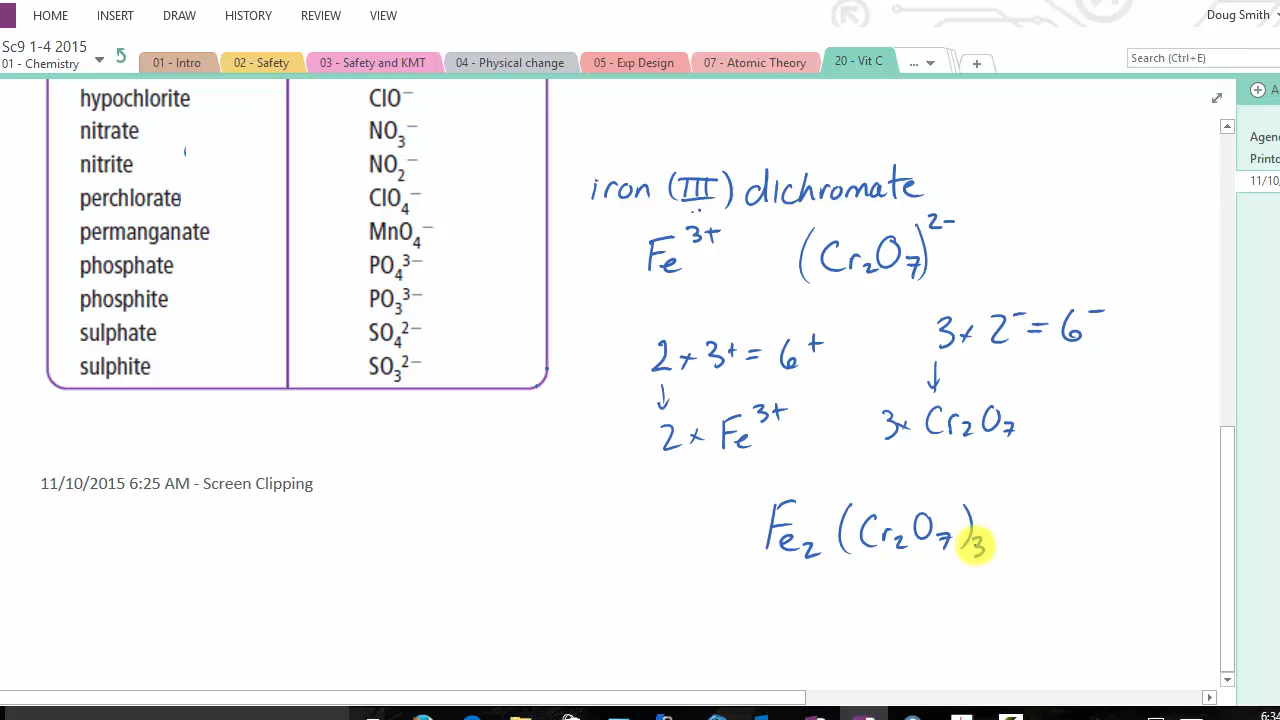 HOME INSERT DRAW HISTORY REVIEW VIEW Doug Smith
Sc9 1-4 2015
01 - Chemistry
01 - Intro 02 - Safety 03 - Safety and KMT 04 - Physical change 05 - Exp Design 07 - Atomic Theory 20 - Vit C ... + Search (Ctrl+E)
hypochlorite ClO⁻
nitrate NO₃⁻
nitrite NO₂⁻
perchlorate ClO₄⁻
permanganate MnO₄⁻
phosphate PO₄³⁻
phosphite PO₃³⁻
sulphate SO₄²⁻
sulphite SO₃²⁻
11/10/2015 6:25 AM - Screen Clipping
iron (III) dichromate
Fe³⁺ (Cr₂O₇)²⁻
2 × 3+ = 6⁺
3 × 2⁻ = 6⁻
↓
↓
2 × Fe³⁺
3× Cr₂O₇
Fe₂ (Cr₂O₇)₃
A
Agen
Printo
11/10/